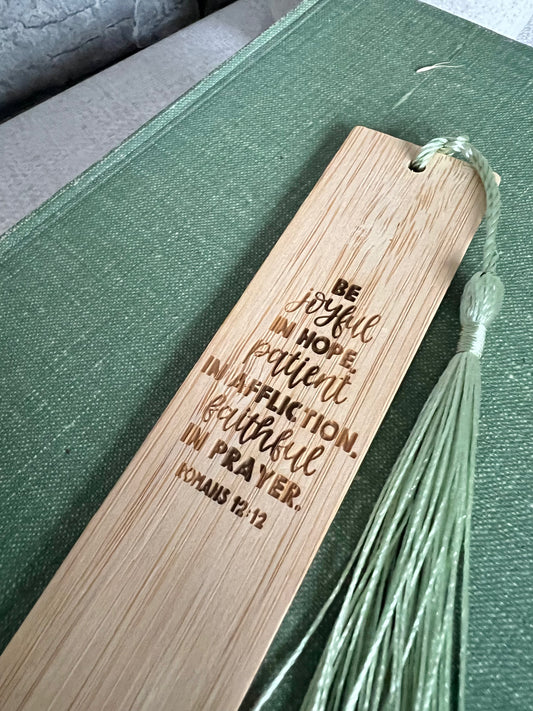 BE
joyful
IN HOPE.
patient
IN AFFLICTION.
faithful
IN PRAYER.
ROMANS 12:12